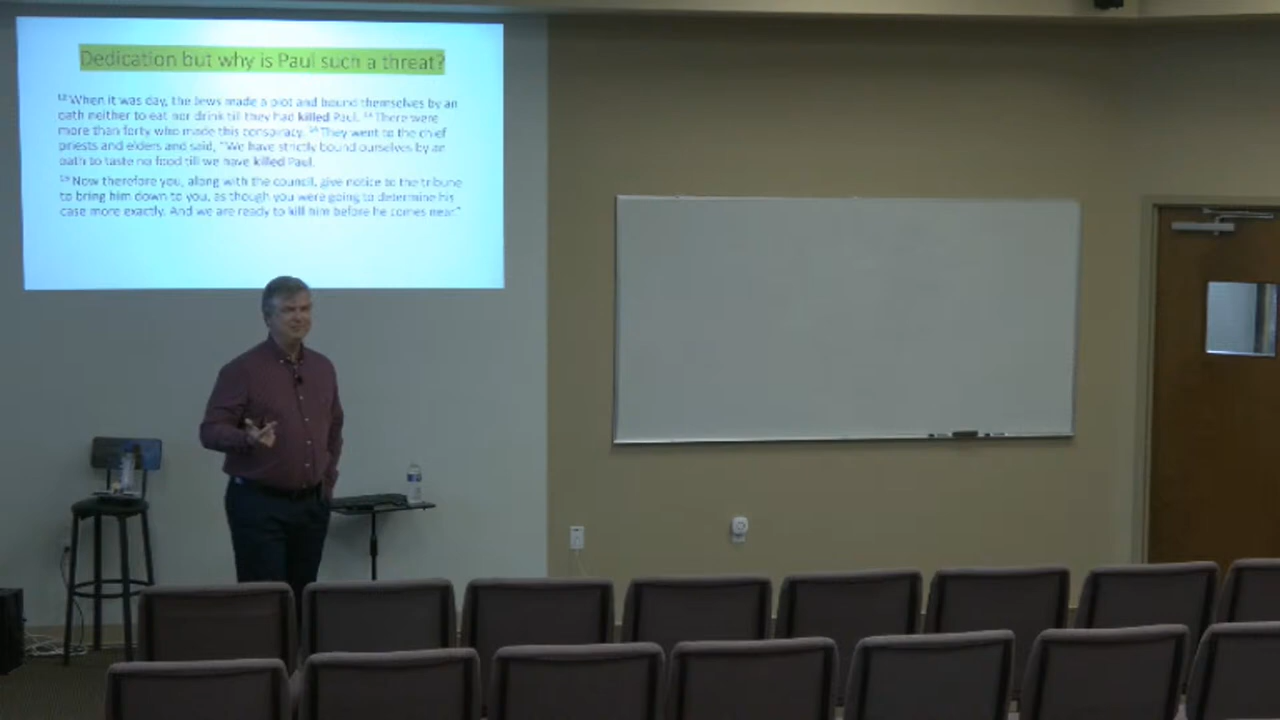 Dedication but why is Paul such a threat?
¹² When it was day, the Jews made a plot and bound themselves by an
oath neither to eat nor drink till they had killed Paul. ¹³ There were
more than forty who made this conspiracy. ¹⁴ They went to the chief
priests and elders and said, "We have strictly bound ourselves by an
oath to taste no food till we have killed Paul.
¹⁵ Now therefore you, along with the council, give notice to the tribune
to bring him down to you, as though you were going to determine his
case more exactly. And we are ready to kill him before he comes near."